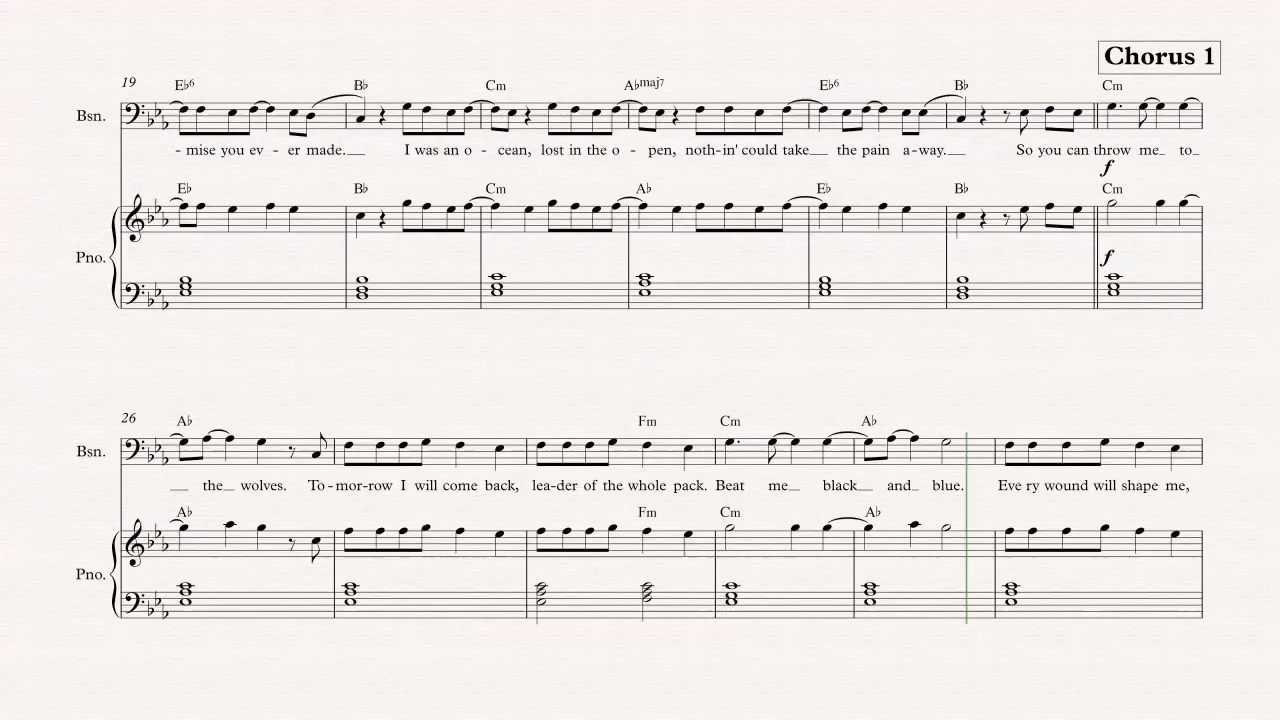 Chorus 1
19 E♭6 B♭ Cm A♭maj7 E♭6 B♭ Cm
Bsn.
- mise you ev - er made. I was an o - cean, lost in the o - pen, noth-in' could take the pain a-way. So you can throw me to
f
E♭ B♭ Cm A♭ E♭ B♭ Cm
Pno.
f
26 A♭ Fm Cm A♭
Bsn.
the wolves. To-mor-row I will come back, lea-der of the whole pack. Beat me black and blue. Eve ry wound will shape me,
A♭ Fm Cm A♭
Pno.